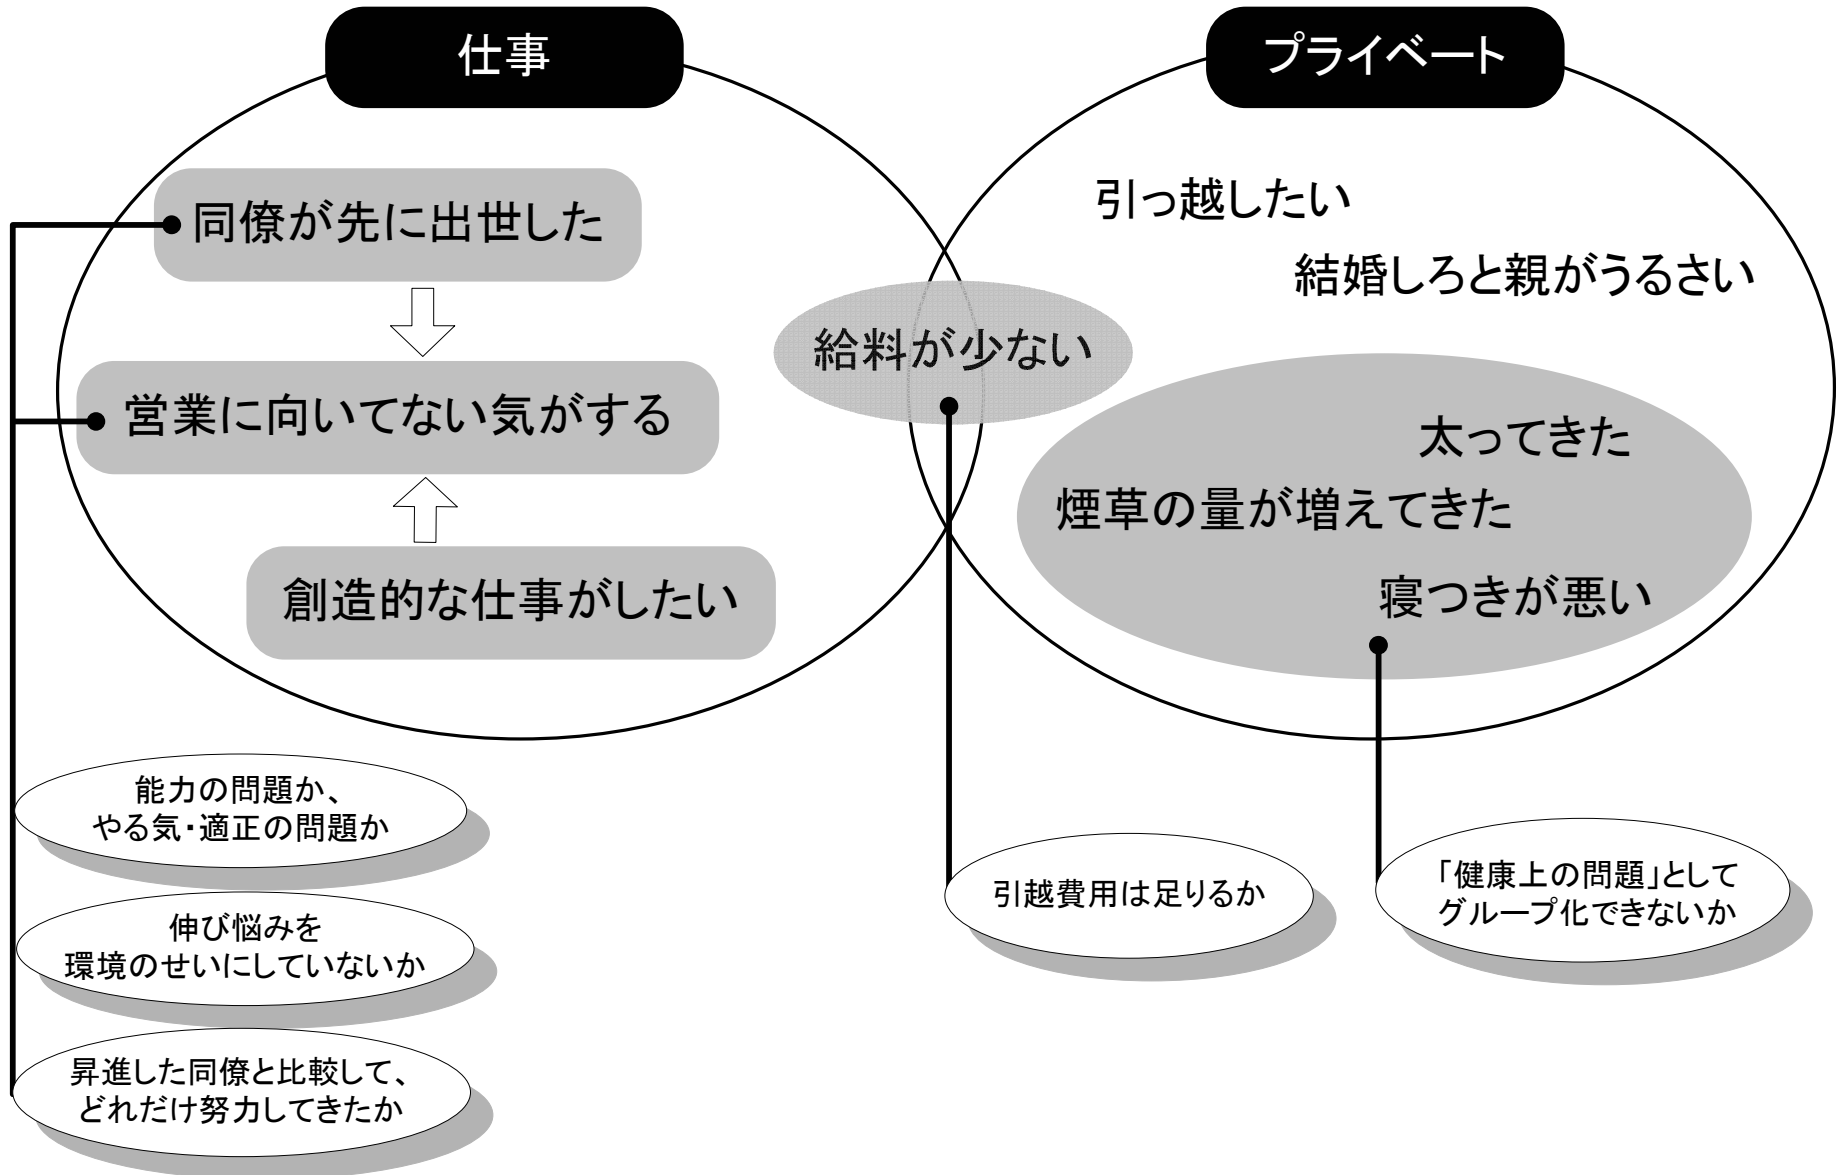 仕事
プライベート
同僚が先に出世した
営業に向いてない気がする
創造的な仕事がしたい
給料が少ない
引っ越したい
結婚しろと親がうるさい
太ってきた
煙草の量が増えてきた
寝つきが悪い
能力の問題か、
やる気・適正の問題か
伸び悩みを
環境のせいにしていないか
昇進した同僚と比較して、
どれだけ努力してきたか
引越費用は足りるか
「健康上の問題」として
グループ化できないか